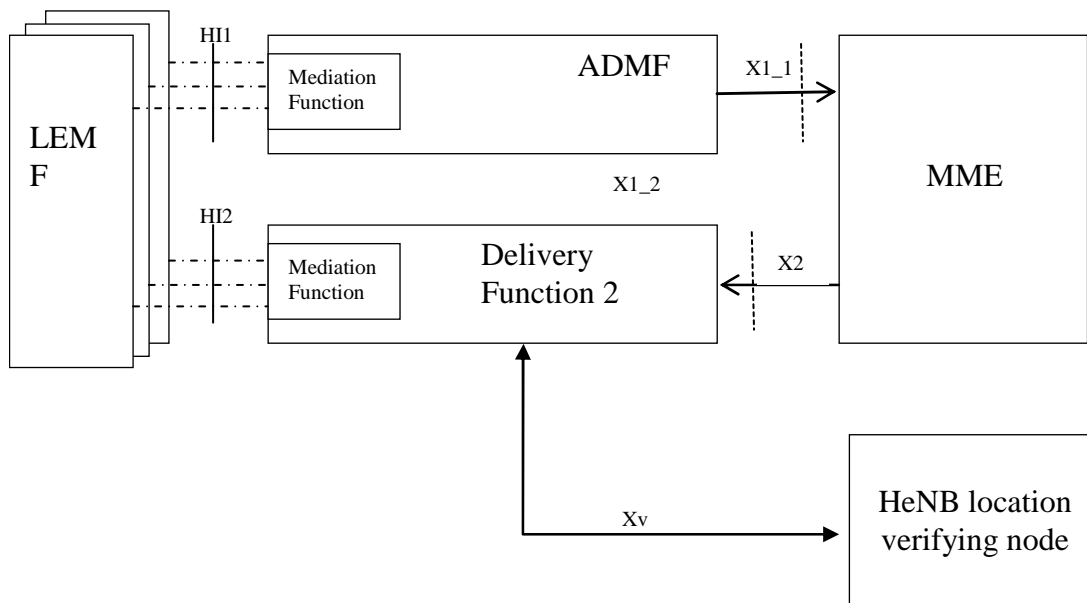 HI1
Mediation
Function
ADMF
X1_1
LEM
F
MME
X1_2
HI2
Mediation
Function
Delivery
Function 2
X2
Xv
HeNB location
verifying node